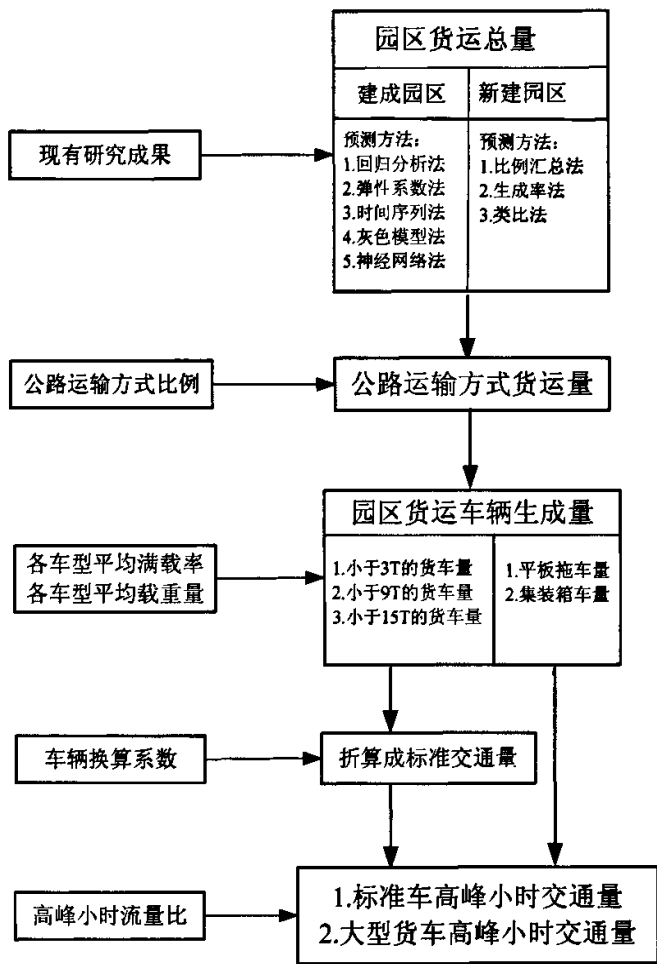 园区货运总量
建成园区
新建园区
预测方法:
1.回归分析法
2.弹性系数法
3.时间序列法
4.灰色模型法
5.神经网络法
预测方法:
1.比例汇总法
2.生成率法
3.类比法
现有研究成果
公路运输方式比例
公路运输方式货运量
园区货运车辆生成量
各车型平均满载率
各车型平均载重量
1.小于3T的货车量
2.小于9T的货车量
3.小于15T的货车量
1.平板拖车量
2.集装箱车量
车辆换算系数
折算成标准交通量
高峰小时流量比
1.标准车高峰小时交通量
2.大型货车高峰小时交通量